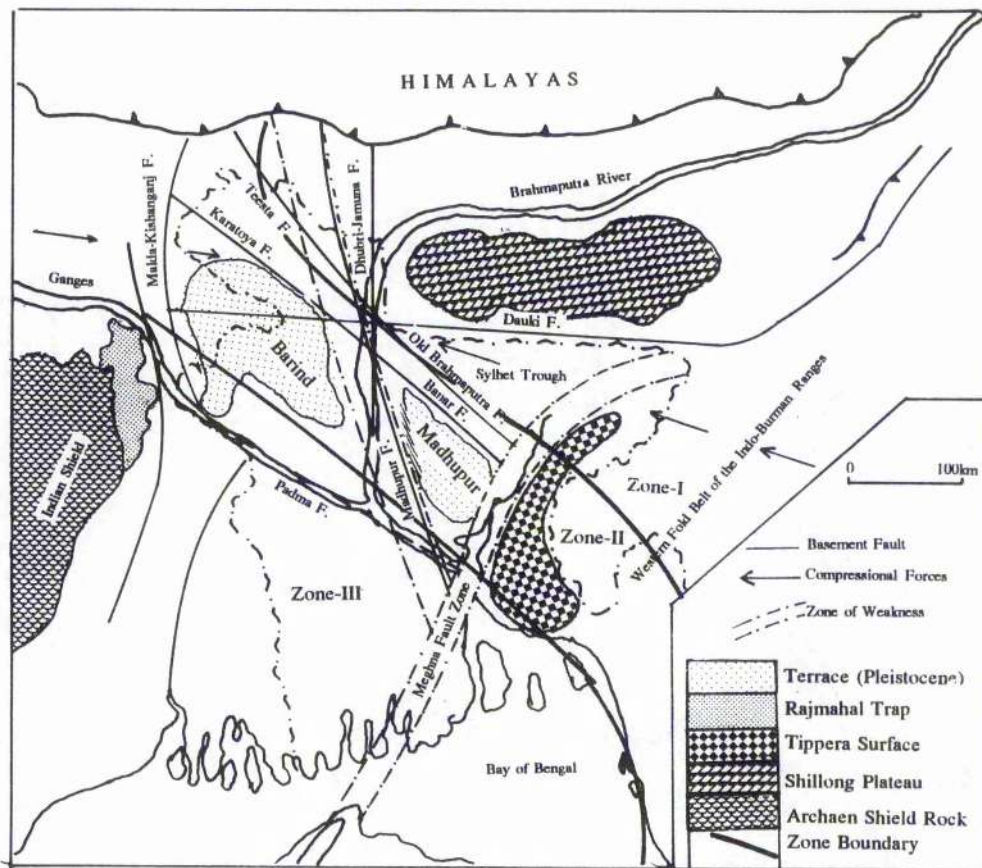 HIMALAYAS
Brahmaputra River
Malda-Kishanganj F.
Teesta F.
Karatoya F.
Dhubri-Jamuna F.
Ganges
Dauki F.
Barind
Old Brahmaputra F.
Sylhet Trough
Banar F.
Madhupur
Madhupur F.
Indian Shield
Padma F.
Zone-I
Zone-II
Western Fold Belt of the Indo-Burman Ranges
Zone-III
Meghna Fault Zone
Bay of Bengal
0 100km
Basement Fault
Compressional Forces
Zone of Weakness
Terrace (Pleistocene)
Rajmahal Trap
Tippera Surface
Shillong Plateau
Archaen Shield Rock
Zone Boundary